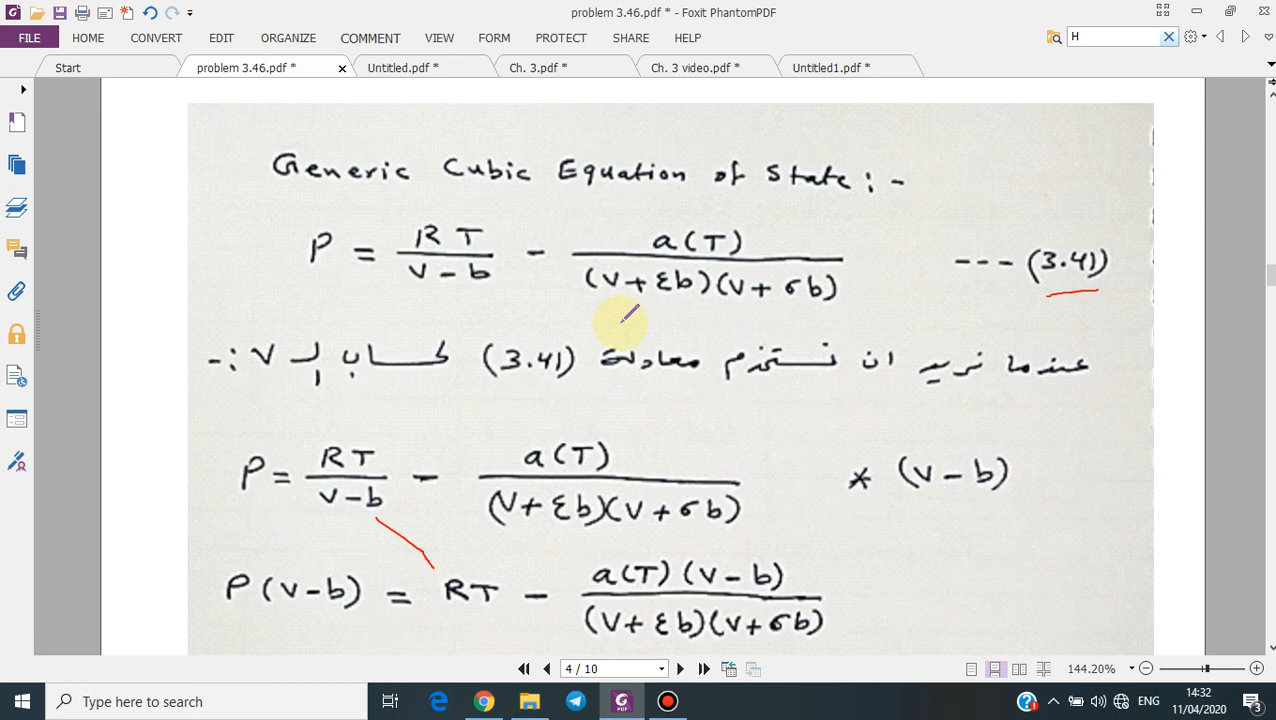 problem 3.46.pdf * - Foxit PhantomPDF
FILE HOME CONVERT EDIT ORGANIZE COMMENT VIEW FORM PROTECT SHARE HELP H
Start problem 3.46.pdf * Untitled.pdf * Ch. 3.pdf * Ch. 3 video.pdf * Untitled1.pdf *
Generic Cubic Equation of State :-
P = RT / (V - b) - a(T) / ((V + εb)(V + σb)) --- (3.41)
عندما نريد ان نستخدم معادلة (3.41) لحساب الـ V :-
P = RT / (V - b) - a(T) / ((V + εb)(V + σb)) * (V - b)
P(V - b) = RT - a(T)(V - b) / ((V + εb)(V + σb))
4 / 10 144.20%
Type here to search ENG 14:32
11/04/2020 3